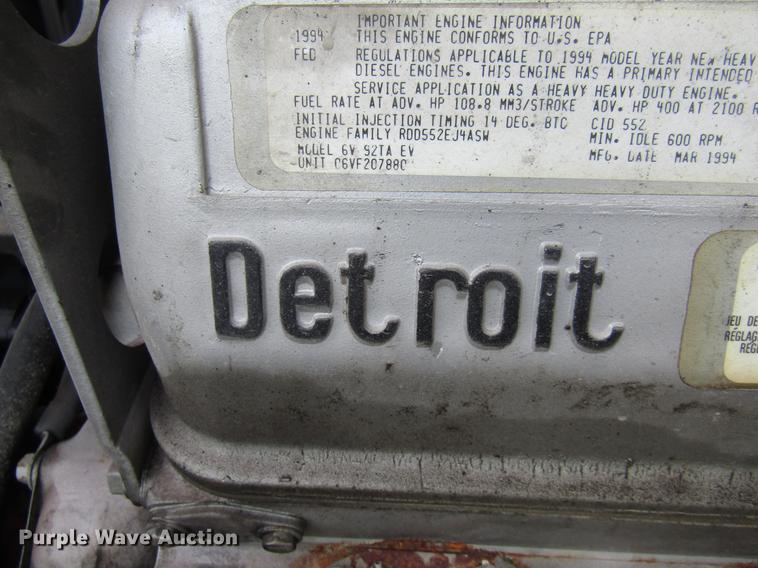 IMPORTANT ENGINE INFORMATION
1994 THIS ENGINE CONFORMS TO U.S. EPA
FED REGULATIONS APPLICABLE TO 1994 MODEL YEAR NEW HEAV
DIESEL ENGINES. THIS ENGINE HAS A PRIMARY INTENDED
SERVICE APPLICATION AS A HEAVY HEAVY DUTY ENGINE.
FUEL RATE AT ADV. HP 108.8 MM3/STROKE ADV. HP 400 AT 2100 R
INITIAL INJECTION TIMING 14 DEG. BTC CID 552
ENGINE FAMILY RDD552EJ4ASW MIN. IDLE 600 RPM
MODEL 6V 92TA EV MFG. DATE MAR 1994
UNIT 06VF207880
Detroit
JEU DE
RÉGLAG
RÉG
Purple Wave Auction